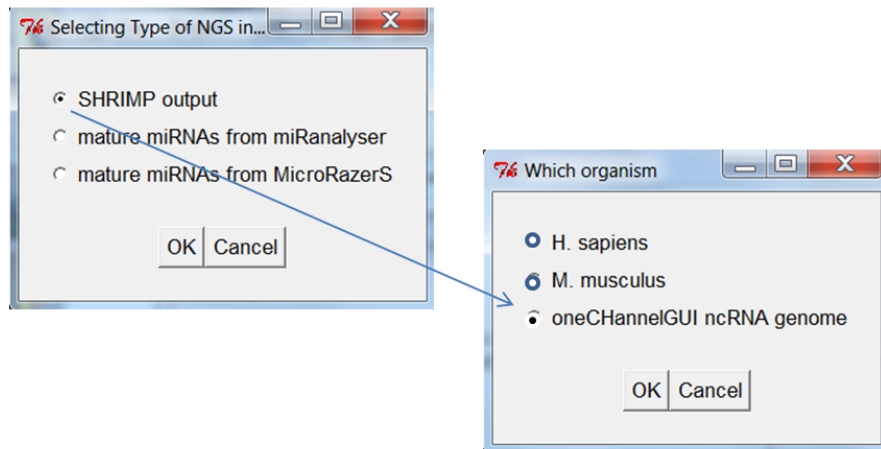 Selecting Type of NGS in...
SHRIMP output
mature miRNAs from miRanalyser
mature miRNAs from MicroRazerS
OK Cancel
Which organism
H. sapiens
M. musculus
oneCHannelGUI ncRNA genome
OK Cancel